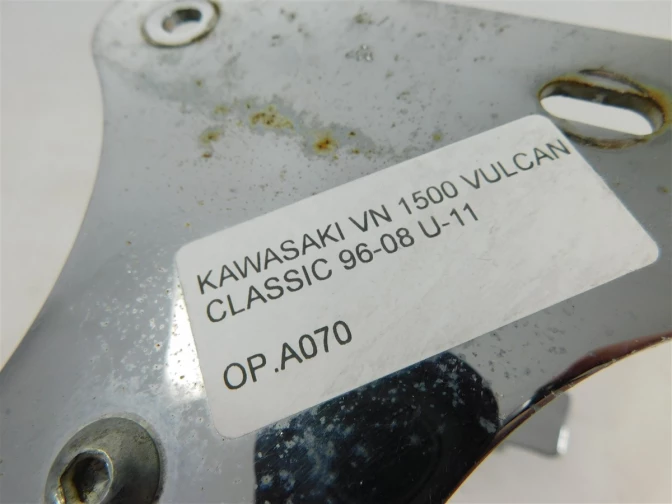 KAWASAKI VN 1500 VULCAN
CLASSIC 96-08 U-11
OP.A070